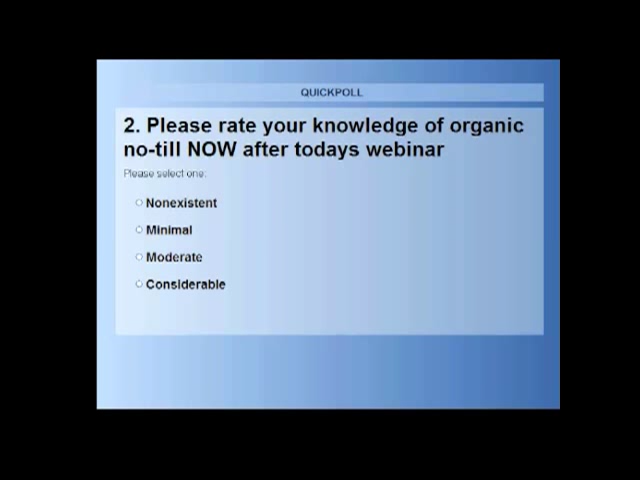 QUICKPOLL
2. Please rate your knowledge of organic
no-till NOW after todays webinar
Please select one:
Nonexistent
Minimal
Moderate
Considerable